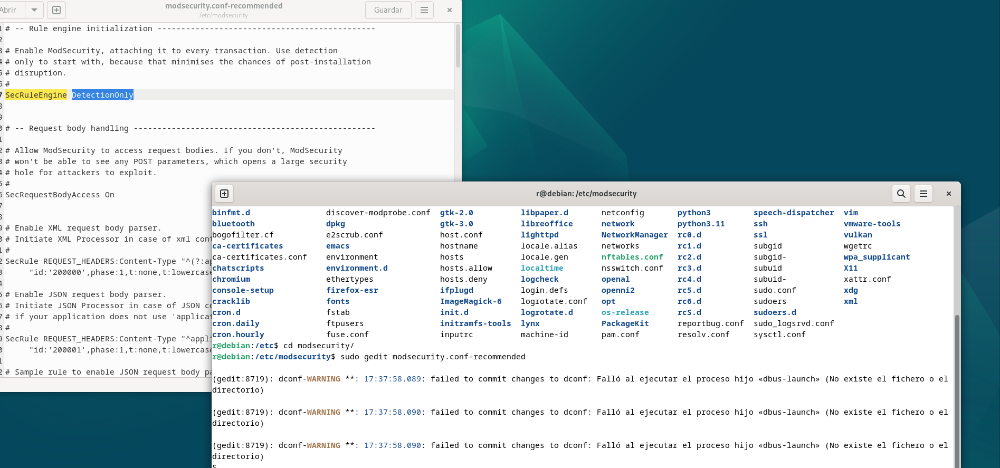 Abrir
modsecurity.conf-recommended
/etc/modsecurity
Guardar
# -- Rule engine initialization ----------------------------------------------
# Enable ModSecurity, attaching it to every transaction. Use detection
# only to start with, because that minimises the chances of post-installation
# disruption.
#
SecRuleEngine DetectionOnly
# -- Request body handling ---------------------------------------------------
# Allow ModSecurity to access request bodies. If you don't, ModSecurity
# won't be able to see any POST parameters, which opens a large security
# hole for attackers to exploit.
#
SecRequestBodyAccess On
# Enable XML request body parser.
# Initiate XML Processor in case of xml
#
SecRule REQUEST_HEADERS:Content-Type "^(?:ap
"id:'200000',phase:1,t:none,t:lowercase
# Enable JSON request body parser.
# Initiate JSON Processor in case of JSON
# if your application does not use
#
SecRule REQUEST_HEADERS:Content-Type "^appl
"id:'200001',phase:1,t:none,t:lowercase
# Sample rule to enable JSON request body
r@debian: /etc/modsecurity
binfmt.d discover-modprobe.conf gtk-2.0 libpaper.d netconfig python3 speech-dispatcher vim
bluetooth dpkg gtk-3.0 libreoffice network python3.11 ssh vmware-tools
bogofilter.cf e2scrub.conf host.conf lighttpd NetworkManager rc0.d ssl vulkan
ca-certificates emacs hostname locale.alias networks rc1.d subgid wgetrc
ca-certificates.conf environment hosts locale.gen nftables.conf rc2.d subgid- wpa_supplicant
chatscripts environment.d hosts.allow localtime nsswitch.conf rc3.d subuid X11
chromium ethertypes hosts.deny logcheck openal rc4.d subuid- xattr.conf
console-setup firefox-esr ifplugd login.defs openni2 rc5.d sudo.conf xdg
cracklib fonts ImageMagick-6 logrotate.conf opt rc6.d sudoers xml
cron.d fstab init.d logrotate.d os-release rcS.d sudoers.d
cron.daily ftpusers initramfs-tools lynx PackageKit reportbug.conf sudo_logsrvd.conf
cron.hourly fuse.conf inputrc machine-id pam.conf resolv.conf sysctl.conf
r@debian:/etc$ cd modsecurity/
r@debian:/etc/modsecurity$ sudo gedit modsecurity.conf-recommended
(gedit:8719): dconf-WARNING **: 17:37:58.089: failed to commit changes to dconf: Falló al ejecutar el proceso hijo «dbus-launch» (No existe el fichero o el
directorio)
(gedit:8719): dconf-WARNING **: 17:37:58.090: failed to commit changes to dconf: Falló al ejecutar el proceso hijo «dbus-launch» (No existe el fichero o el
directorio)
(gedit:8719): dconf-WARNING **: 17:37:58.090: failed to commit changes to dconf: Falló al ejecutar el proceso hijo «dbus-launch» (No existe el fichero o el
directorio)